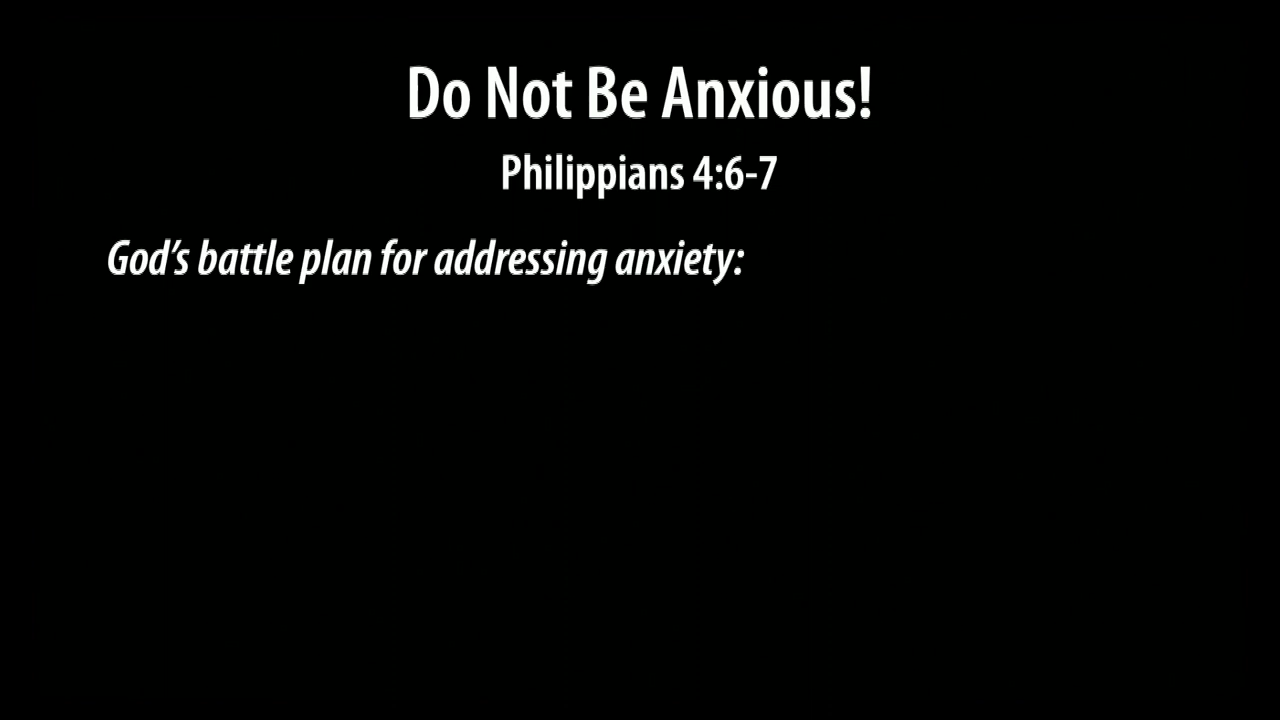 Do Not Be Anxious!
Philippians 4:6-7
God’s battle plan for addressing anxiety: